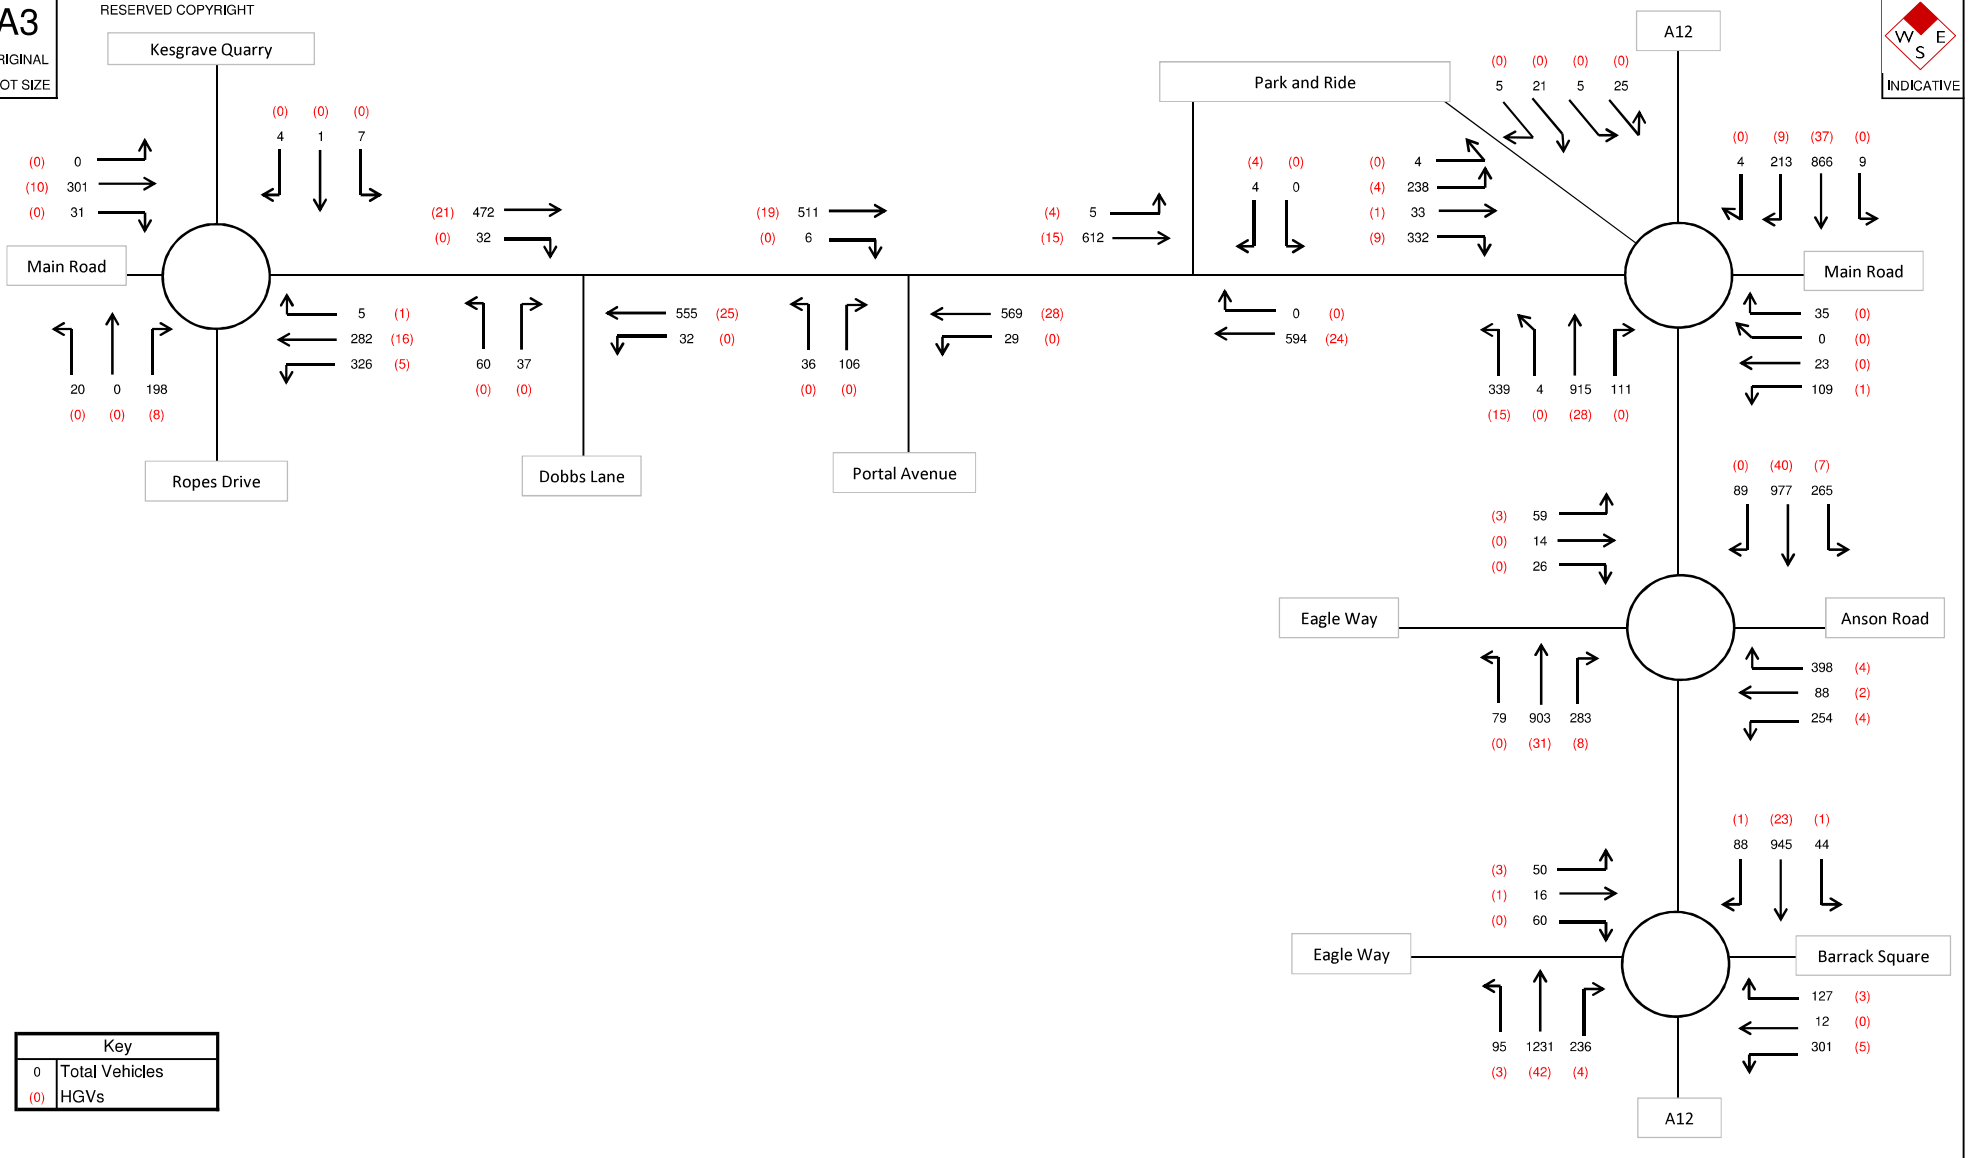 RESERVED COPYRIGHT
A3
RIGINAL
OT SIZE
Kesgrave Quarry
A12
W E
S
INDICATIVE
Park and Ride
(0) (0) (0) (0)
5 21 5 25
(0) (0) (0)
4 1 7
(0) 0
(10) 301
(0) 31
(21) 472
(0) 32
(19) 511
(0) 6
(4) 5
(15) 612
(4) (0)
4 0
(0) 4
(4) 238
(1) 33
(9) 332
(0) (9) (37) (0)
4 213 866 9
Main Road
Main Road
5 (1)
282 (16)
326 (5)
20 0 198
(0) (0) (8)
60 37
(0) (0)
555 (25)
32 (0)
36 106
(0) (0)
569 (28)
29 (0)
0 (0)
594 (24)
339 4 915 111
(15) (0) (28) (0)
35 (0)
0 (0)
23 (0)
109 (1)
Ropes Drive
Dobbs Lane
Portal Avenue
(0) (40) (7)
89 977 265
(3) 59
(0) 14
(0) 26
Eagle Way
Anson Road
79 903 283
(0) (31) (8)
398 (4)
88 (2)
254 (4)
(1) (23) (1)
88 945 44
(3) 50
(1) 16
(0) 60
Eagle Way
Barrack Square
95 1231 236
(3) (42) (4)
127 (3)
12 (0)
301 (5)
A12
Key
0 Total Vehicles
(0) HGVs